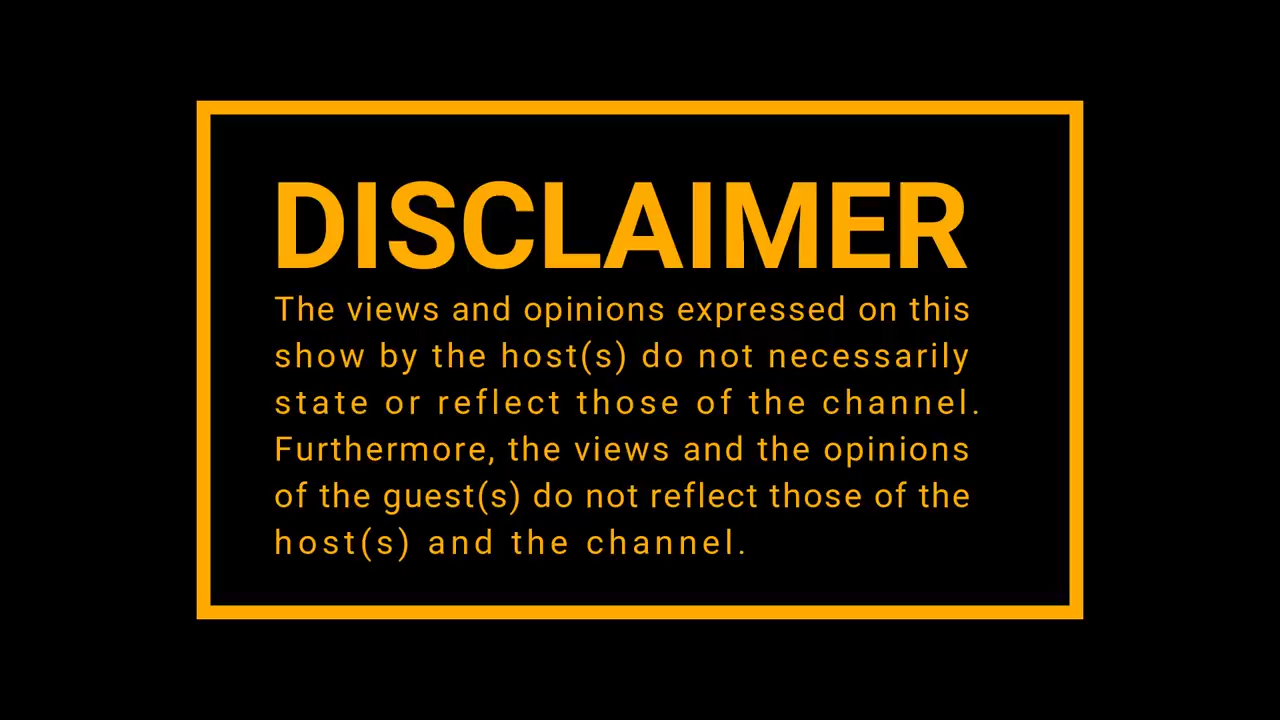 DISCLAIMER
The views and opinions expressed on this
show by the host(s) do not necessarily
state or reflect those of the channel.
Furthermore, the views and the opinions
of the guest(s) do not reflect those of the
host(s) and the channel.